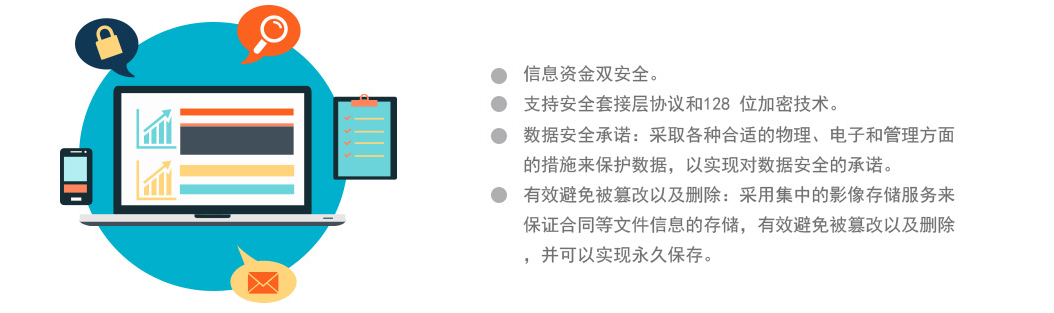 信息资金双安全。
支持安全套接层协议和128 位加密技术。
数据安全承诺：采取各种合适的物理、电子和管理方面
的措施来保护数据，以实现对数据安全的承诺。
有效避免被篡改以及删除：采用集中的影像存储服务来
保证合同等文件信息的存储，有效避免被篡改以及删除
，并可以实现永久保存。